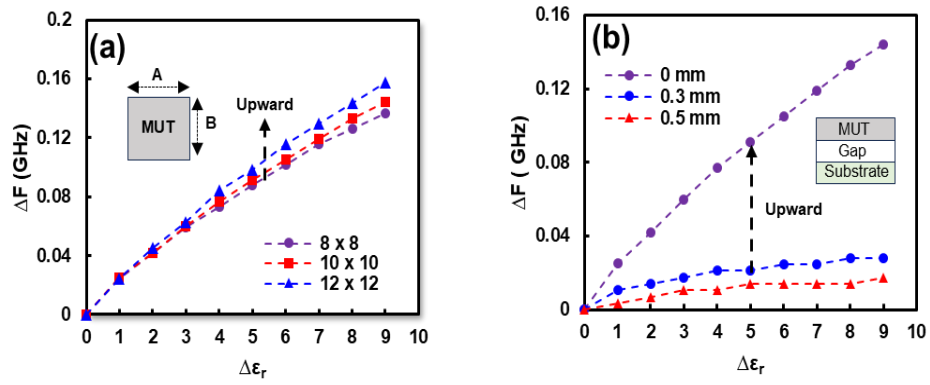 (a)
0.2
0.16
0.12
0.08
0.04
0
ΔF (GHz)
A
B
MUT
Upward
8 x 8
10 x 10
12 x 12
0 1 2 3 4 5 6 7 8 9 10
Δεr
(b)
0.16
0.12
0.08
0.04
0
ΔF ( GHz)
0 mm
0.3 mm
0.5 mm
MUT
Gap
Substrate
Upward
0 1 2 3 4 5 6 7 8 9 10
Δεr